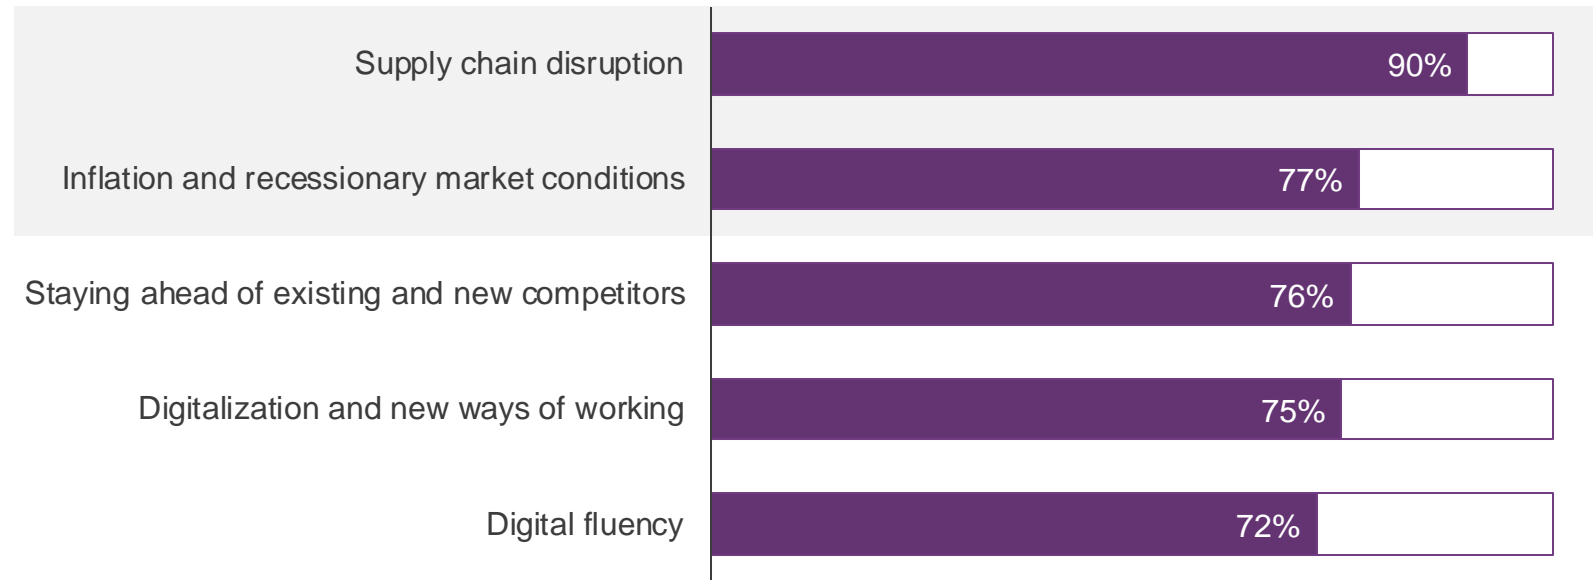 Supply chain disruption 90%
Inflation and recessionary market conditions 77%
Staying ahead of existing and new competitors 76%
Digitalization and new ways of working 75%
Digital fluency 72%